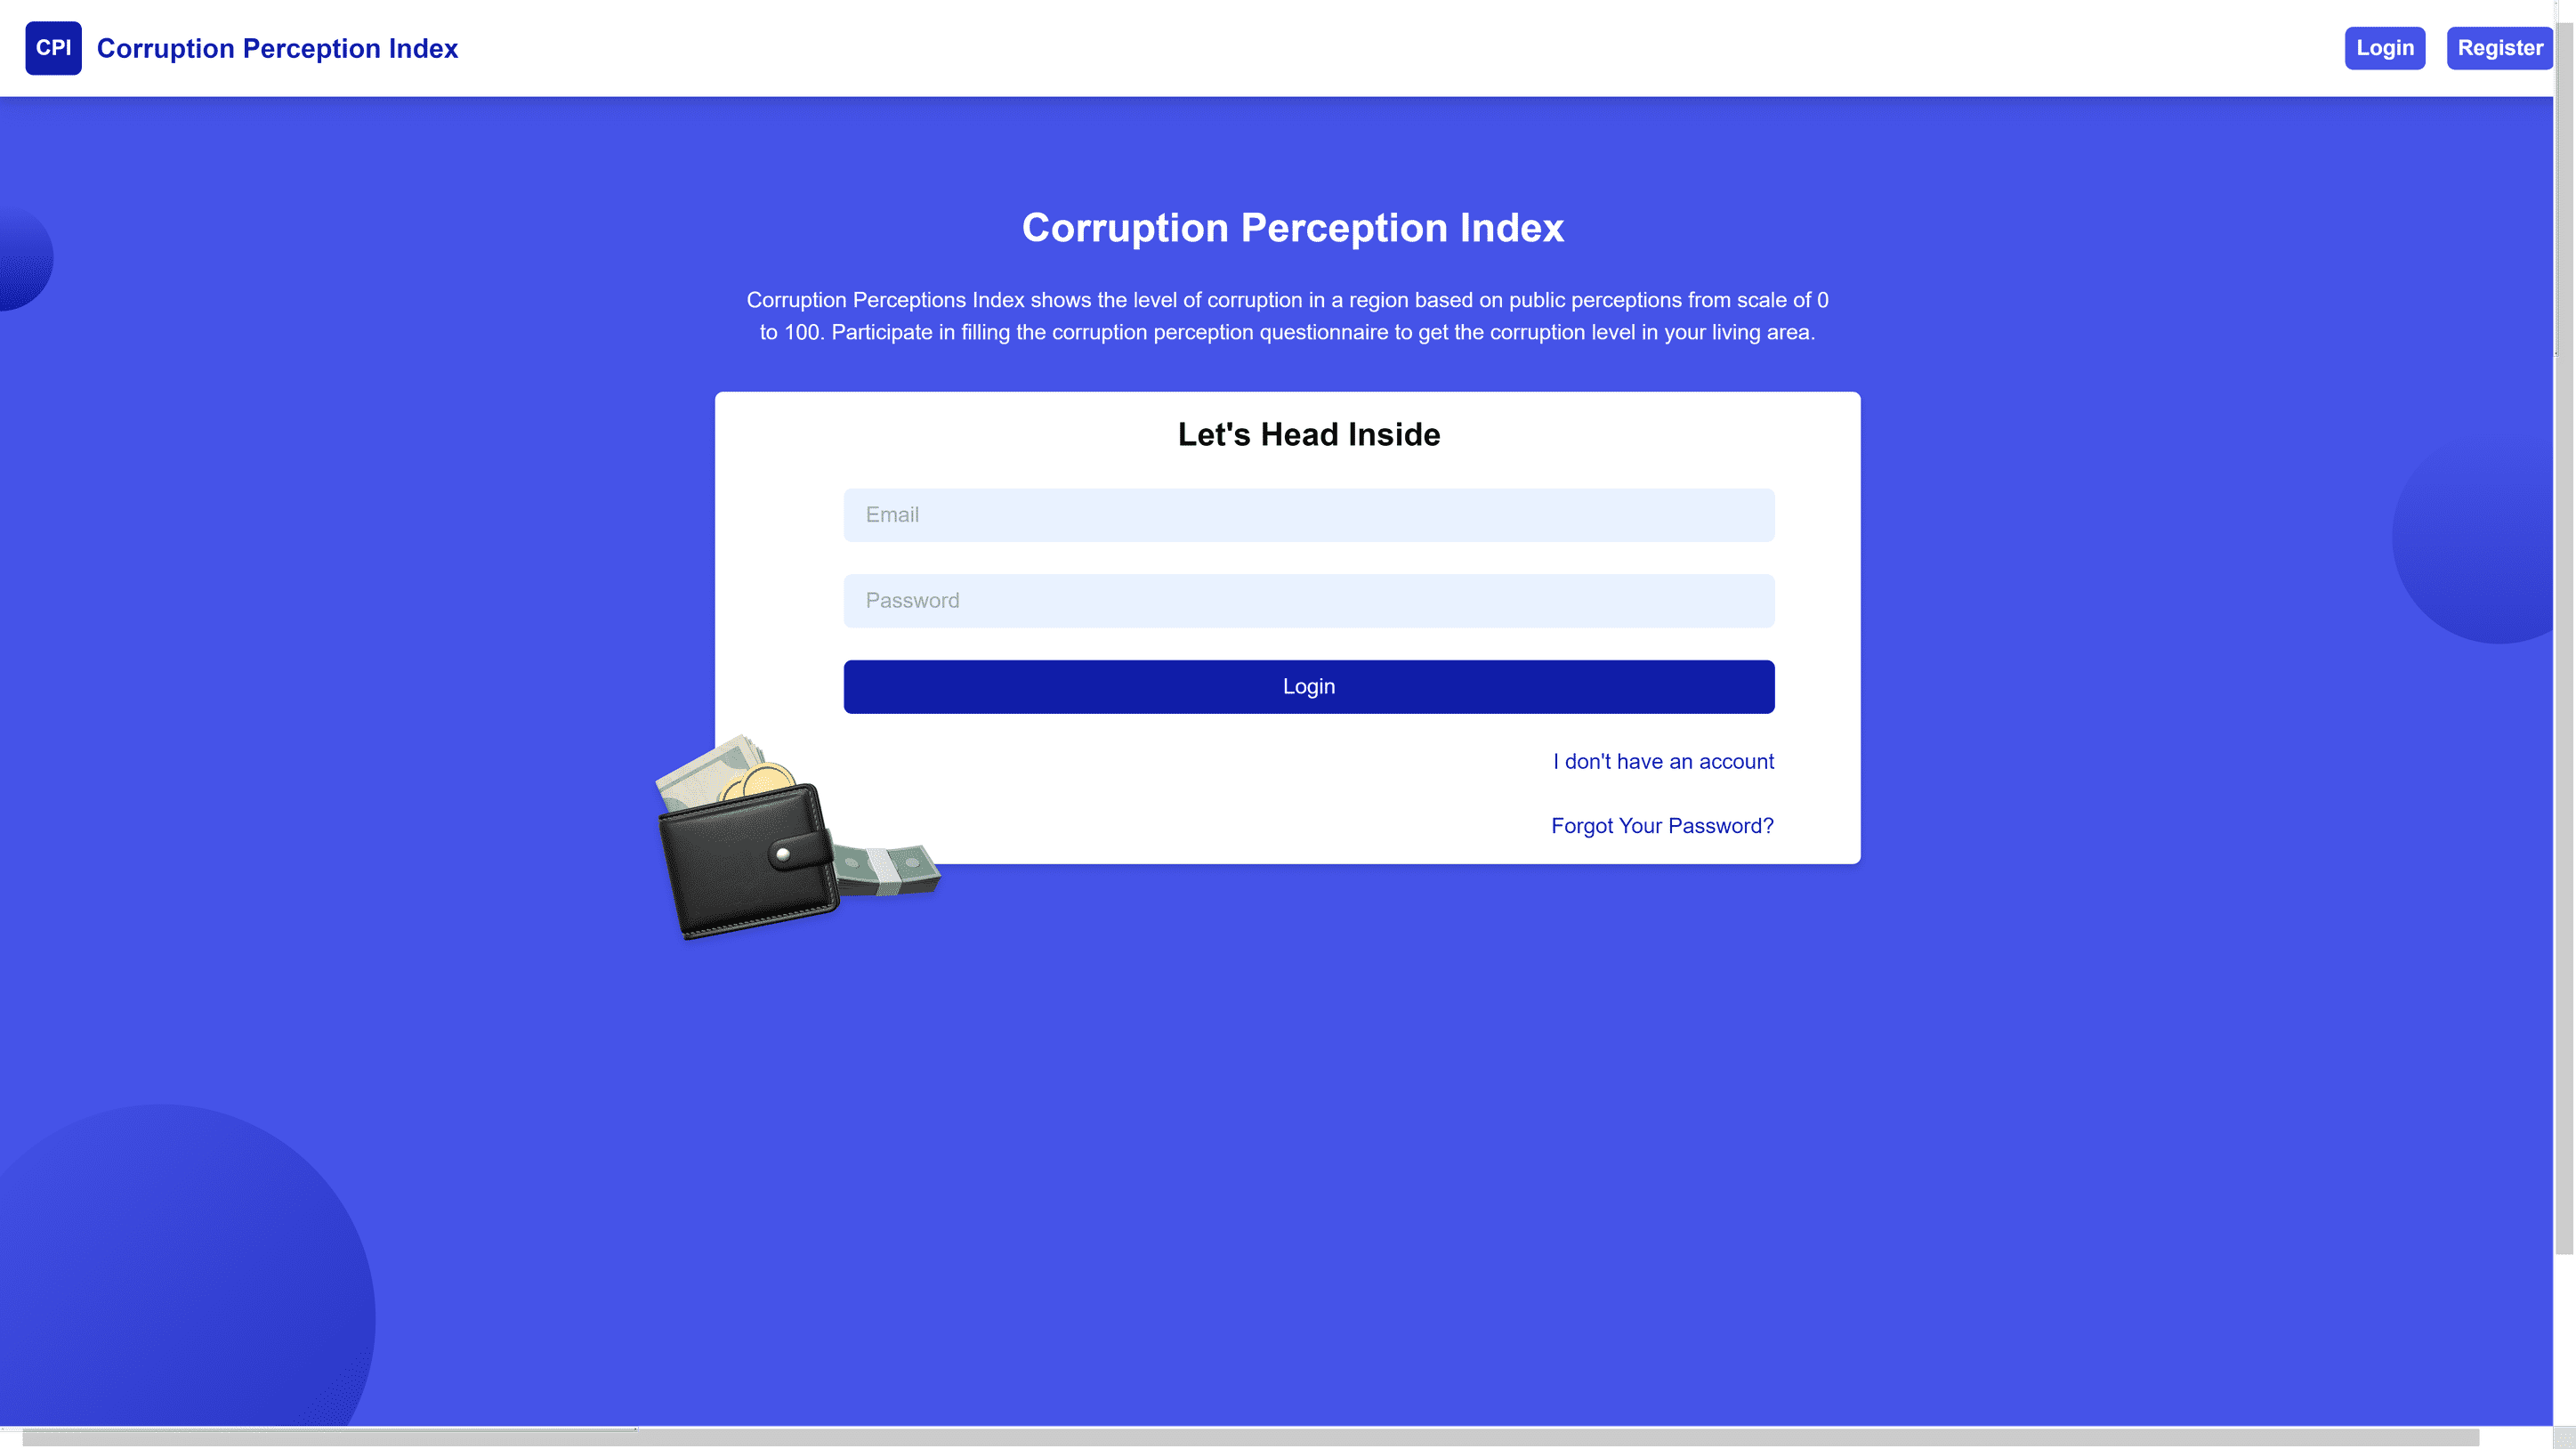 CPI Corruption Perception Index
Login Register
Corruption Perception Index
Corruption Perceptions Index shows the level of corruption in a region based on public perceptions from scale of 0
to 100. Participate in filling the corruption perception questionnaire to get the corruption level in your living area.
Let's Head Inside
Email
Password
Login
I don't have an account
Forgot Your Password?